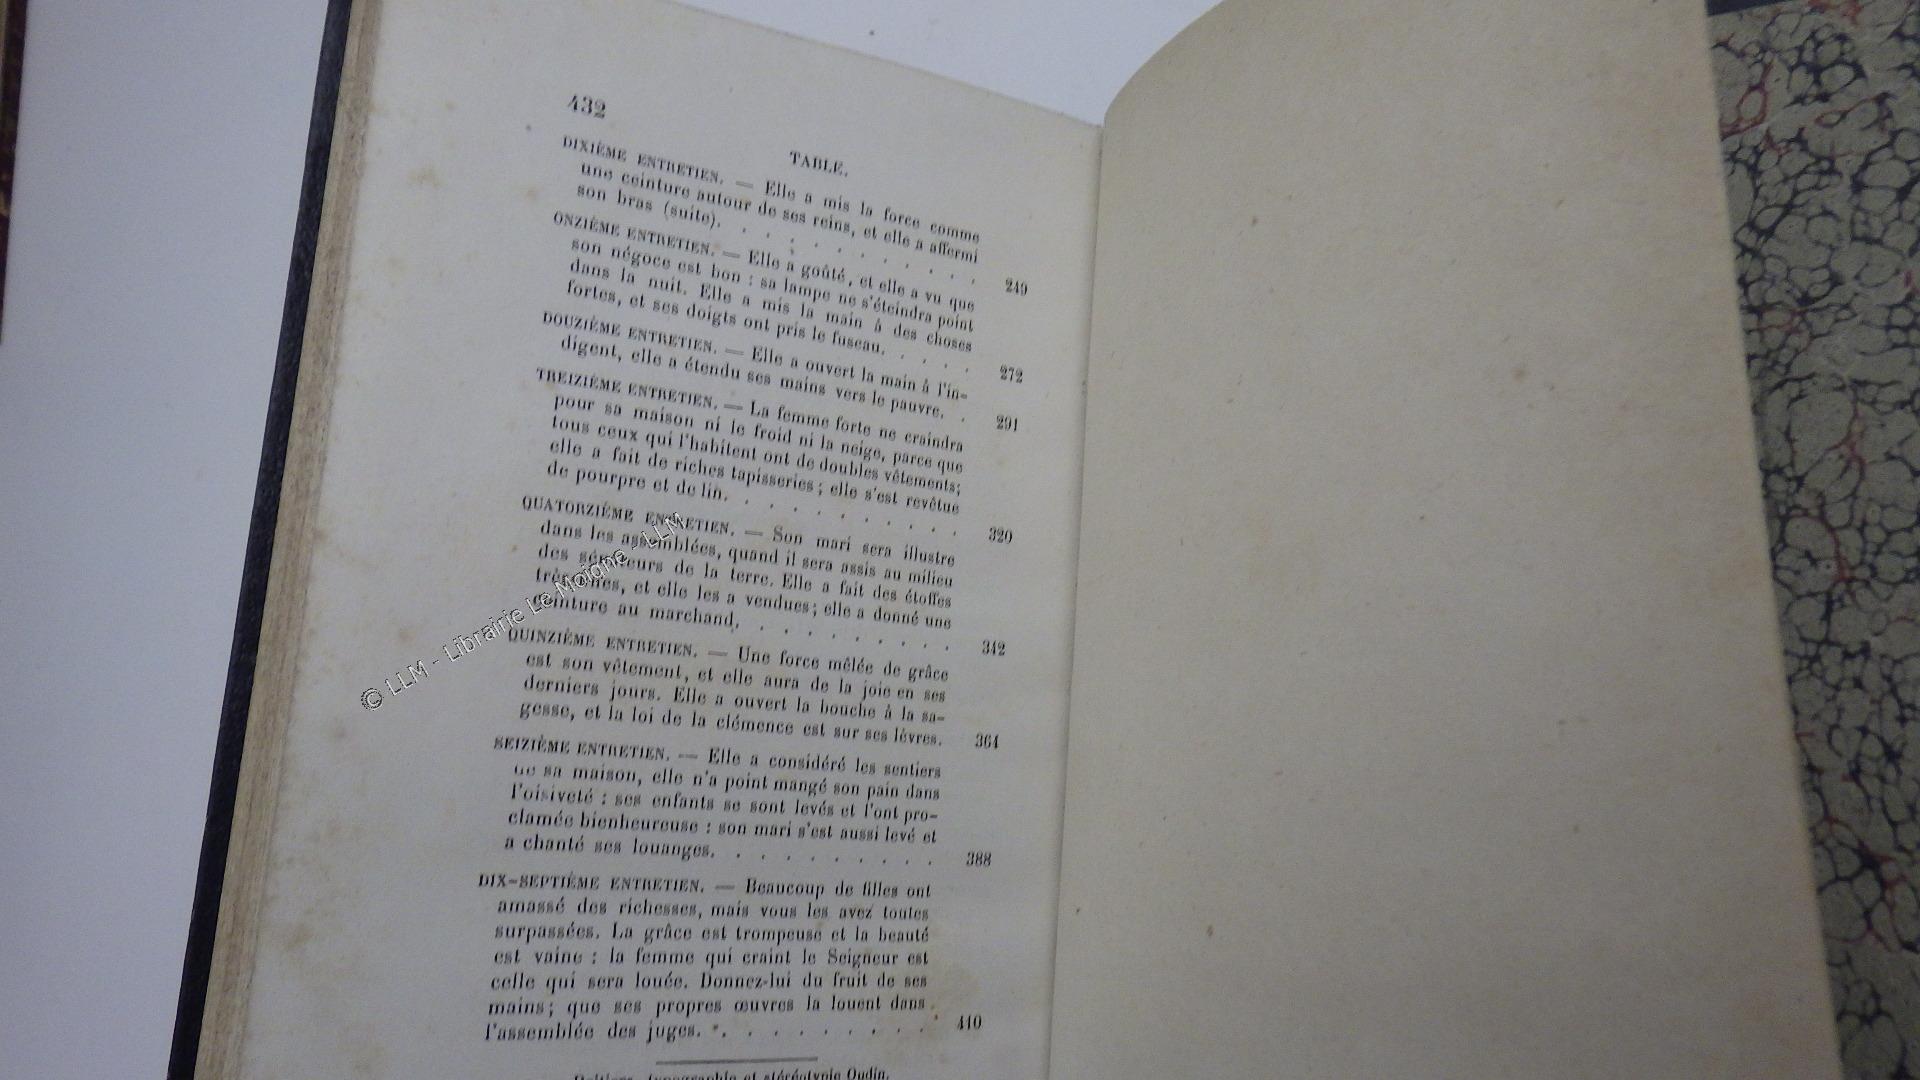 432
TABLE.
DIXIÈME ENTRETIEN. — Elle a mis la force comme
une ceinture autour de ses reins, et elle a affermi
son bras (suite). . . . . . . . . . . 249
ONZIÈME ENTRETIEN. — Elle a goûté, et elle a vu que
son négoce est bon : sa lampe ne s'éteindra point
dans la nuit. Elle a mis la main à des choses
fortes, et ses doigts ont pris le fuseau. . . . . 272
DOUZIÈME ENTRETIEN. — Elle a ouvert la main à l'in-
digent, elle a étendu ses mains vers le pauvre. . 291
TREIZIÈME ENTRETIEN. — La femme forte ne craindra
pour sa maison ni le froid ni la neige, parce que
tous ceux qui l'habitent ont de doubles vêtements;
elle a fait de riches tapisseries; elle s'est revêtue
de pourpre et de lin. . . . . . . . . . 320
QUATORZIÈME ENTRETIEN. — Son mari sera illustre
dans les assemblées, quand il sera assis au milieu
des sénateurs de la terre. Elle a fait des étoffes
très-fines, et elle les a vendues; elle a donné une
ceinture au marchand. . . . . . . . . 342
QUINZIÈME ENTRETIEN. — Une force mêlée de grâce
est son vêtement, et elle aura de la joie en ses
derniers jours. Elle a ouvert la bouche à la sa-
gesse, et la loi de la clémence est sur ses lèvres. 364
SEIZIÈME ENTRETIEN. — Elle a considéré les sentiers
de sa maison, elle n'a point mangé son pain dans
l'oisiveté : ses enfants se sont levés et l'ont pro-
clamée bienheureuse : son mari s'est aussi levé et
a chanté ses louanges. . . . . . . . . . 388
DIX-SEPTIÈME ENTRETIEN. — Beaucoup de filles ont
amassé des richesses, mais vous les avez toutes
surpassées. La grâce est trompeuse et la beauté
est vaine : la femme qui craint le Seigneur est
celle qui sera louée. Donnez-lui du fruit de ses
mains; que ses propres œuvres la louent dans
l'assemblée des juges. . . . . . . . . . 410
Poitiers, typographie et stéréotypie Oudin.
© LLM - Librairie Le Moigne - LLM